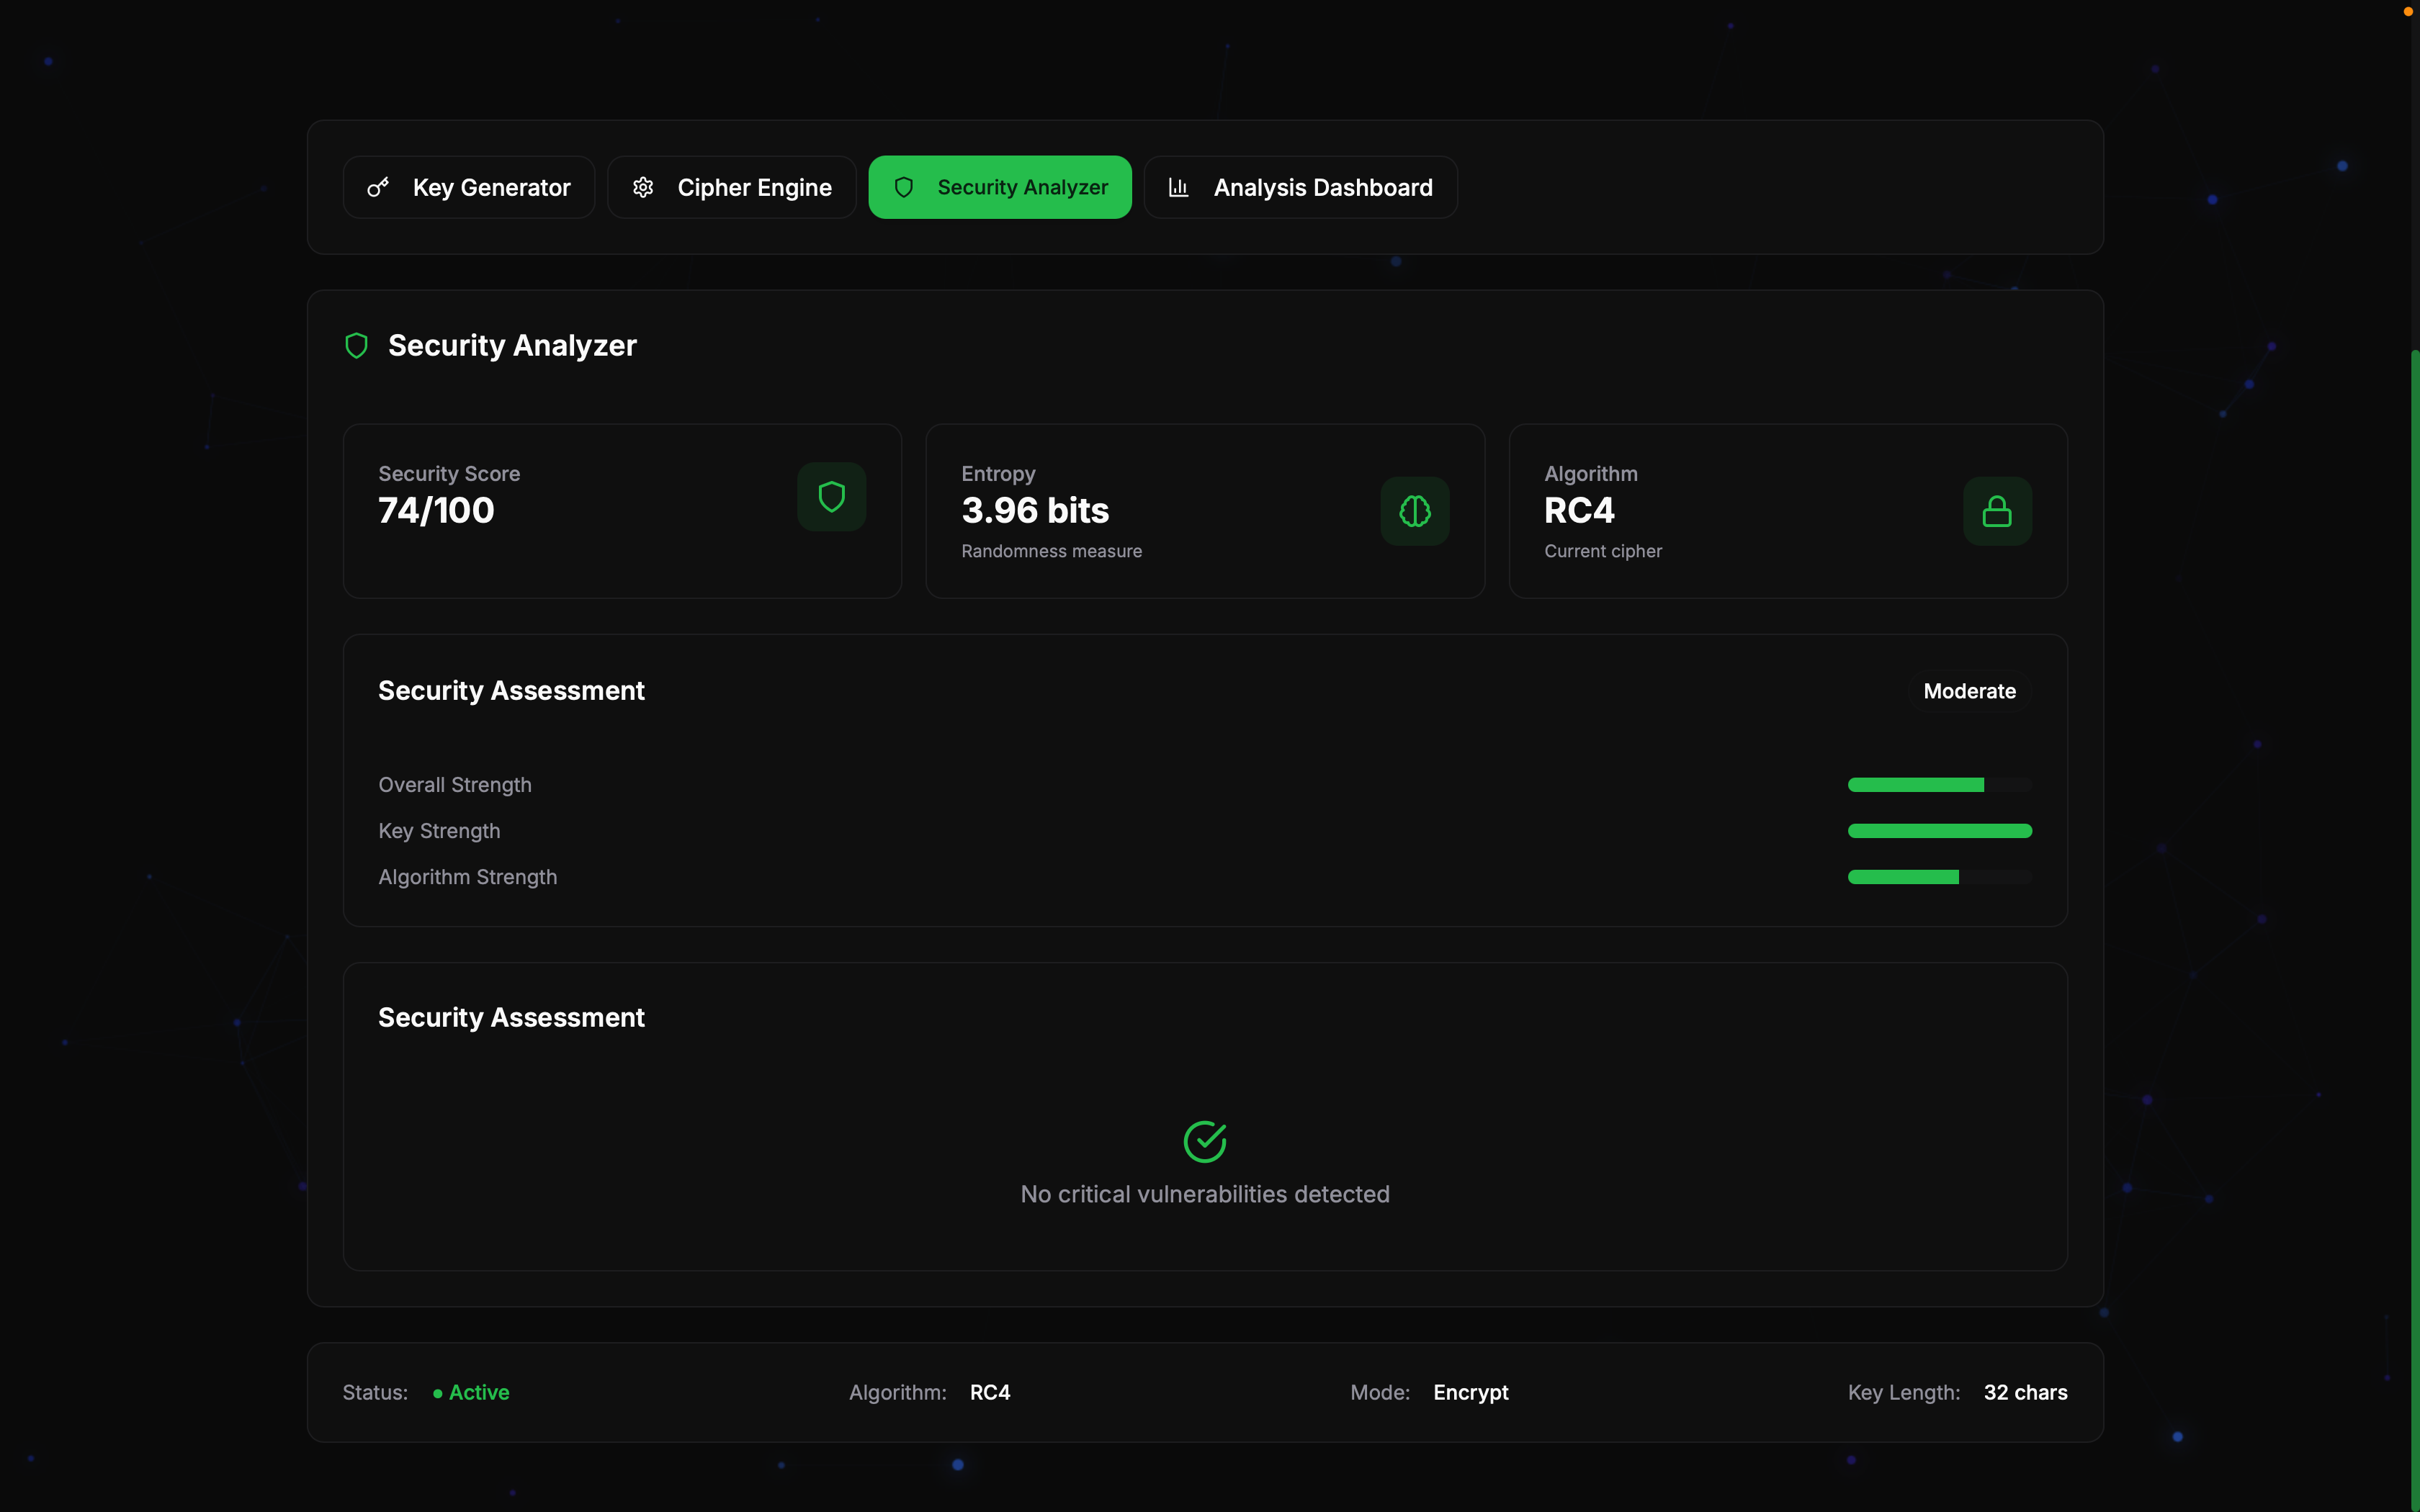 Key Generator
Cipher Engine
Security Analyzer
Analysis Dashboard
Security Analyzer
Security Score
74/100
Entropy
3.96 bits
Randomness measure
Algorithm
RC4
Current cipher
Security Assessment
Moderate
Overall Strength
Key Strength
Algorithm Strength
Security Assessment
No critical vulnerabilities detected
Status: Active
Algorithm: RC4
Mode: Encrypt
Key Length: 32 chars